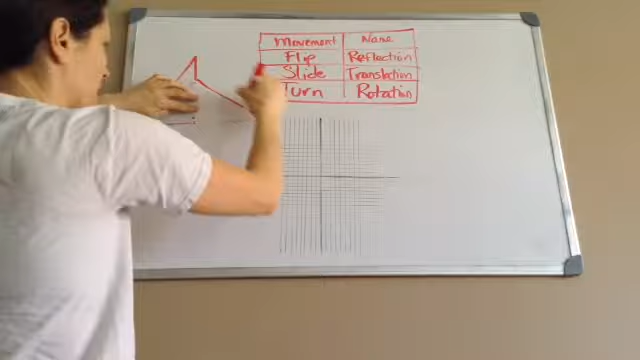 Movement Name
Flip Reflection
Slide Translation
Turn Rotation